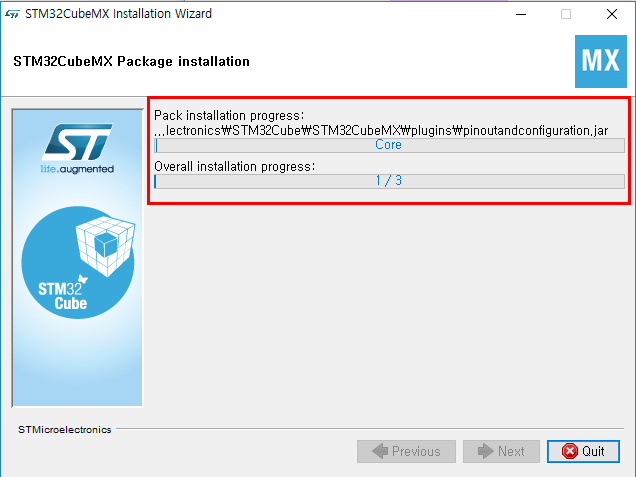 STM32CubeMX Installation Wizard
STM32CubeMX Package installation
MX
Pack installation progress:
...lectronics₩STM32Cube₩STM32CubeMX₩plugins₩pinoutandconfiguration.jar
Core
Overall installation progress:
1 / 3
ST
life.augmented
STM32
Cube
STMicroelectronics
Previous
Next
Quit